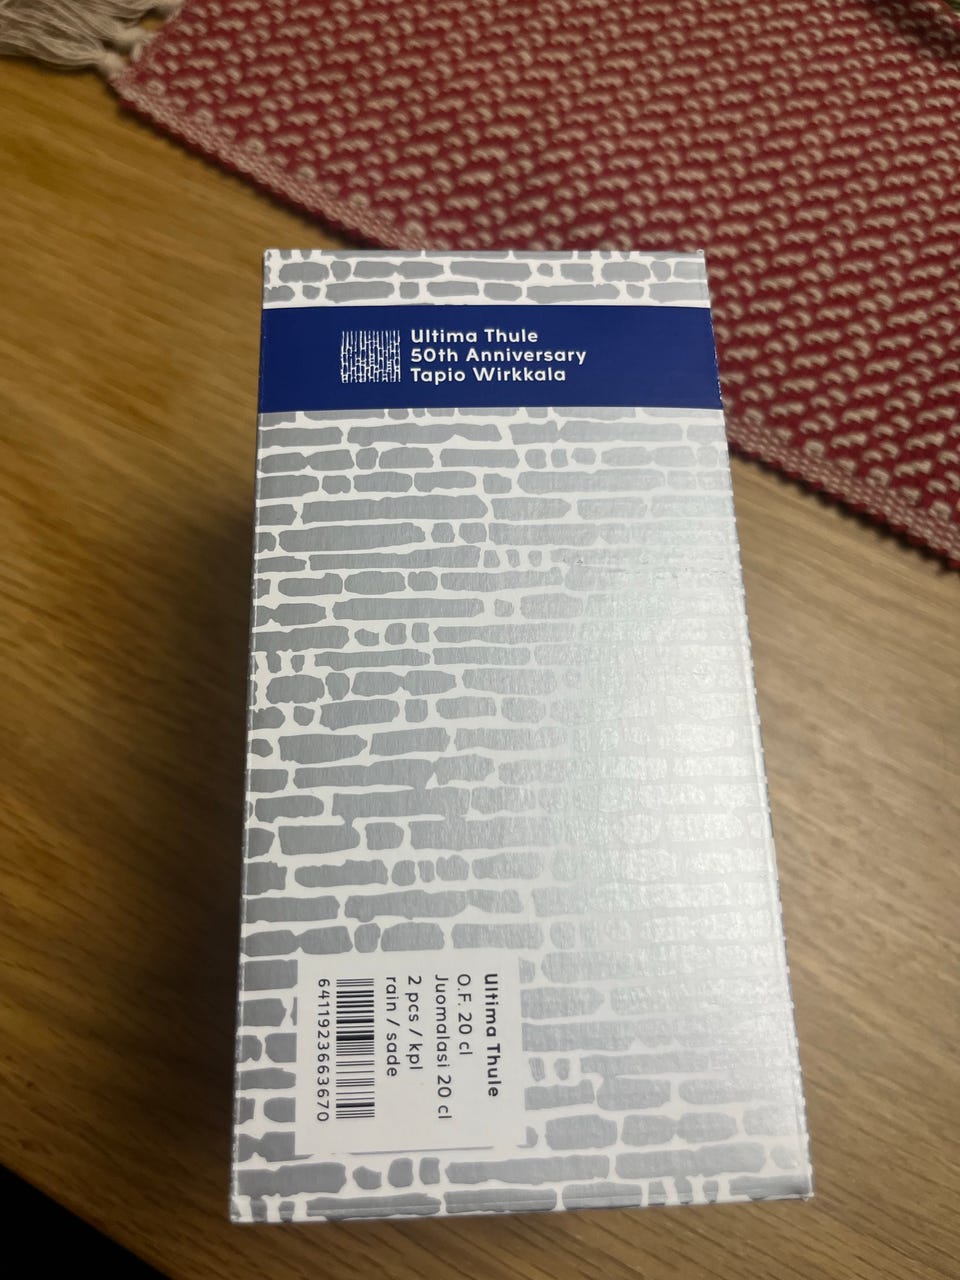 Ultima Thule
50th Anniversary
Tapio Wirkkala
Ultima Thule
O.F. 20 cl
Juomalasi 20 cl
2 pcs / kpl
rain / sade
6411923663670